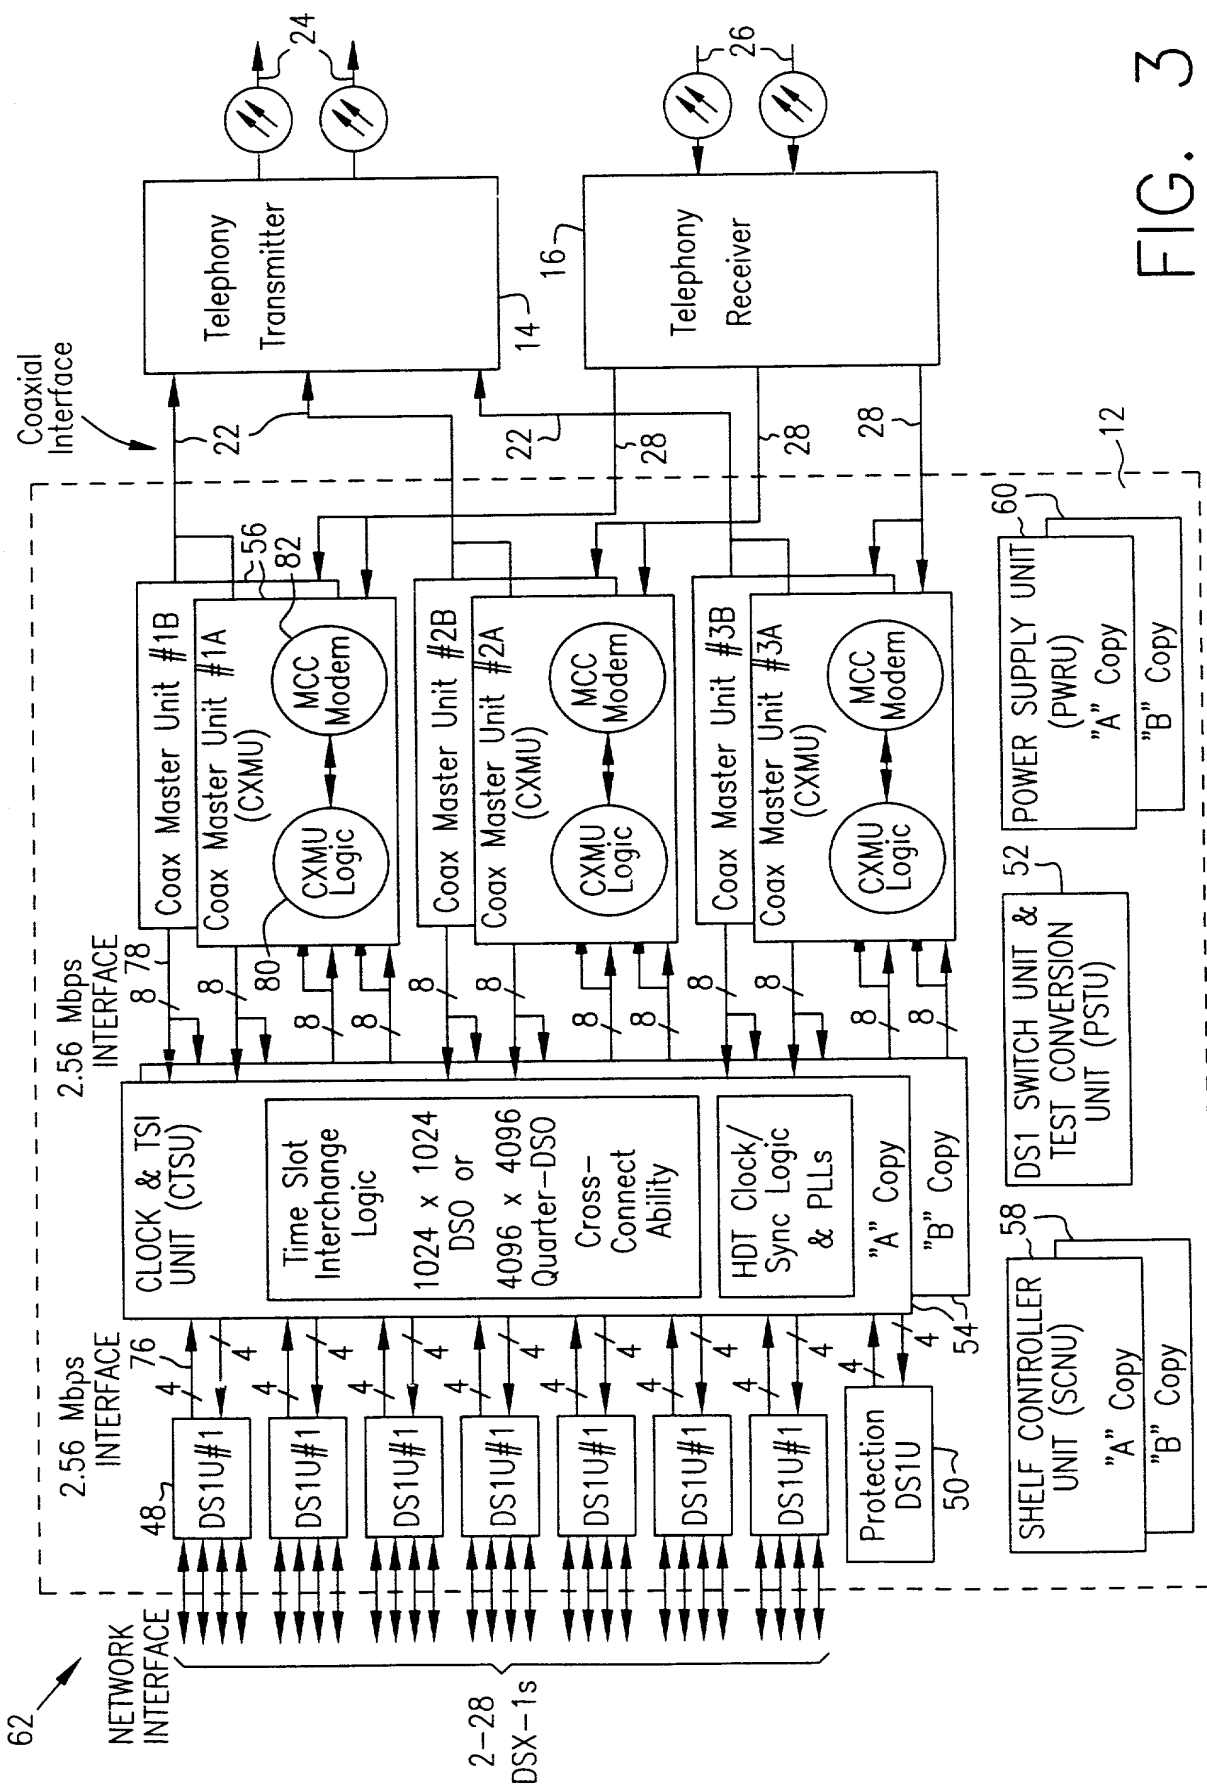 62
NETWORK
INTERFACE
2-28
DSX-1s
2.56 Mbps
INTERFACE
48
76
DS1U#1
4
4
DS1U#1
4
4
DS1U#1
4
4
DS1U#1
4
4
DS1U#1
4
4
DS1U#1
4
4
DS1U#1
4
4
Protection
DS1U
50
4
4
54
CLOCK & TSI
UNIT (CTSU)
Time Slot
Interchange
Logic
1024 x 1024
DSO or
4096 x 4096
Quarter-DSO
Cross-
Connect
Ability
HDT Clock/
Sync Logic
& PLLs
"A" Copy
"B" Copy
2.56 Mbps
INTERFACE
78
8
8
8
8
8
8
8
8
8
8
8
8
Coax Master Unit #1B
Coax Master Unit #1A
(CXMU)
CXMU
Logic
MCC
Modem
80
56
82
Coax Master Unit #2B
Coax Master Unit #2A
(CXMU)
CXMU
Logic
MCC
Modem
Coax Master Unit #3B
Coax Master Unit #3A
(CXMU)
CXMU
Logic
MCC
Modem
Coaxial
Interface
22
22
28
28
28
Telephony
Transmitter
14
24
Telephony
Receiver
16
26
SHELF CONTROLLER
UNIT (SCNU)
58
"A" Copy
"B" Copy
DS1 SWITCH UNIT &
TEST CONVERSION
UNIT (PSTU)
52
POWER SUPPLY UNIT
(PWRU)
60
"A" Copy
"B" Copy
12
FIG. 3